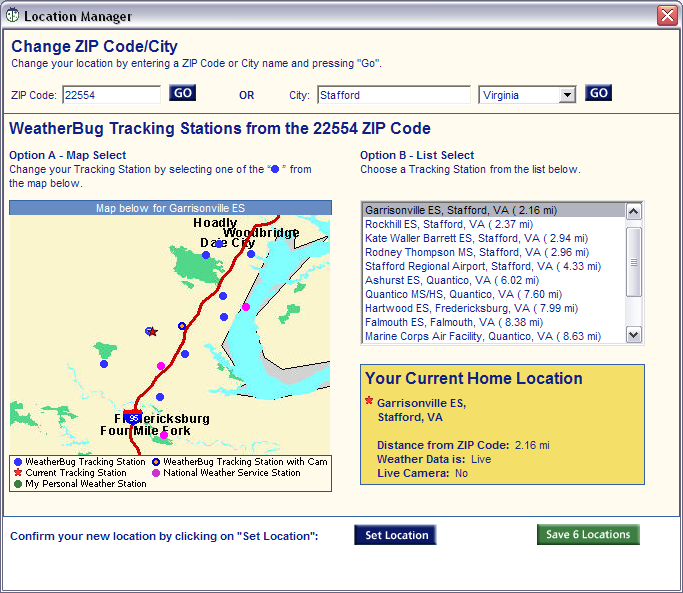 Location Manager
Change ZIP Code/City
Change your location by entering a ZIP Code or City name and pressing "Go".
ZIP Code: 22554 GO OR City: Stafford Virginia GO
WeatherBug Tracking Stations from the 22554 ZIP Code
Option A - Map Select
Change your Tracking Station by selecting one of the "●" from
the map below.
Map below for Garrisonville ES
Hoadly
Woodbridge
Dale City
95
Fredericksburg
Four Mile Fork
WeatherBug Tracking Station
WeatherBug Tracking Station with Cam
Current Tracking Station
National Weather Service Station
My Personal Weather Station
Option B - List Select
Choose a Tracking Station from the list below.
Garrisonville ES, Stafford, VA ( 2.16 mi)
Rockhill ES, Stafford, VA ( 2.37 mi)
Kate Waller Barrett ES, Stafford, VA ( 2.94 mi)
Rodney Thompson MS, Stafford, VA ( 2.96 mi)
Stafford Regional Airport, Stafford, VA ( 4.33 mi)
Ashurst ES, Quantico, VA ( 6.02 mi)
Quantico MS/HS, Quantico, VA ( 7.60 mi)
Hartwood ES, Fredericksburg, VA ( 7.99 mi)
Falmouth ES, Falmouth, VA ( 8.38 mi)
Marine Corps Air Facility, Quantico, VA ( 8.63 mi)
Your Current Home Location
Garrisonville ES,
Stafford, VA
Distance from ZIP Code: 2.16 mi
Weather Data is: Live
Live Camera: No
Confirm your new location by clicking on "Set Location":
Set Location
Save 6 Locations